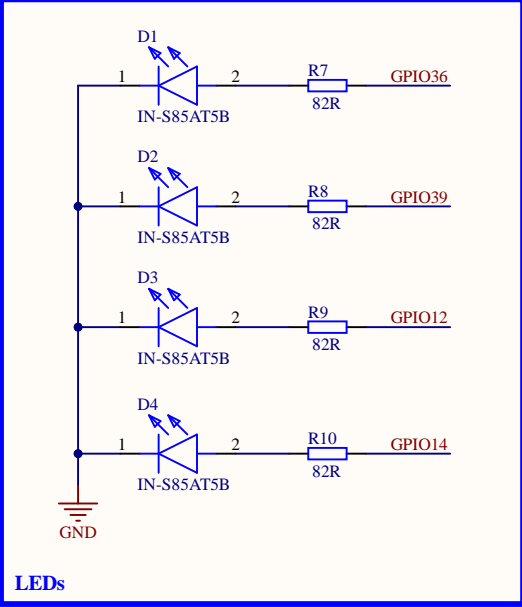 D1
1
2
R7
GPIO36
IN-S85AT5B
82R
D2
1
2
R8
GPIO39
IN-S85AT5B
82R
D3
1
2
R9
GPIO12
IN-S85AT5B
82R
D4
1
2
R10
GPIO14
IN-S85AT5B
82R
GND
LEDs